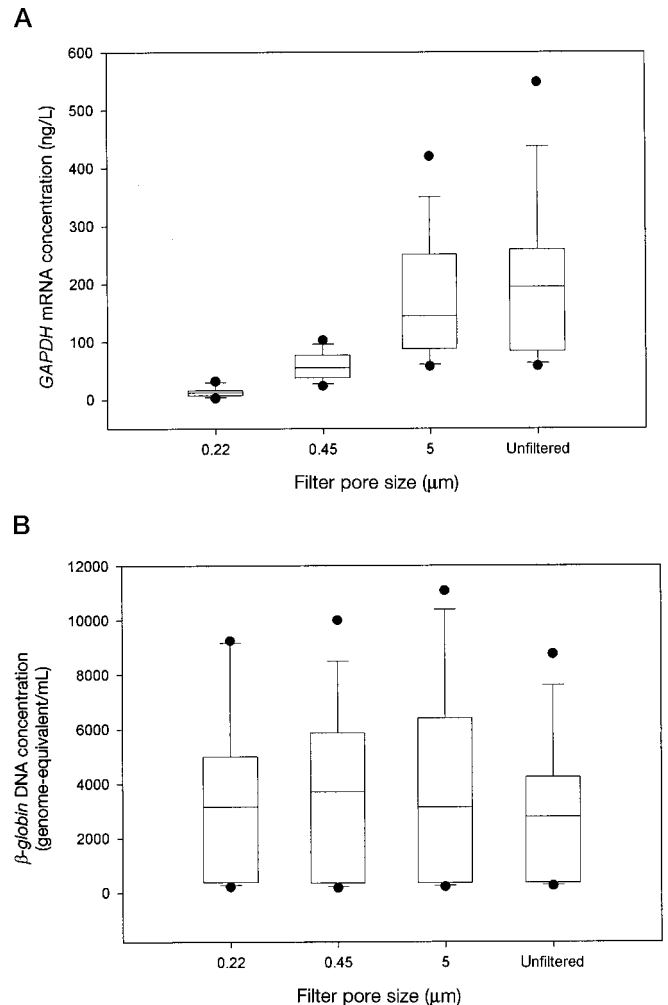 A
GAPDH mRNA concentration (ng/L)
600
500
400
300
200
100
0
0.22 0.45 5 Unfiltered
Filter pore size (μm)
B
β-globin DNA concentration
(genome-equivalent/mL)
12000
10000
8000
6000
4000
2000
0
0.22 0.45 5 Unfiltered
Filter pore size (μm)